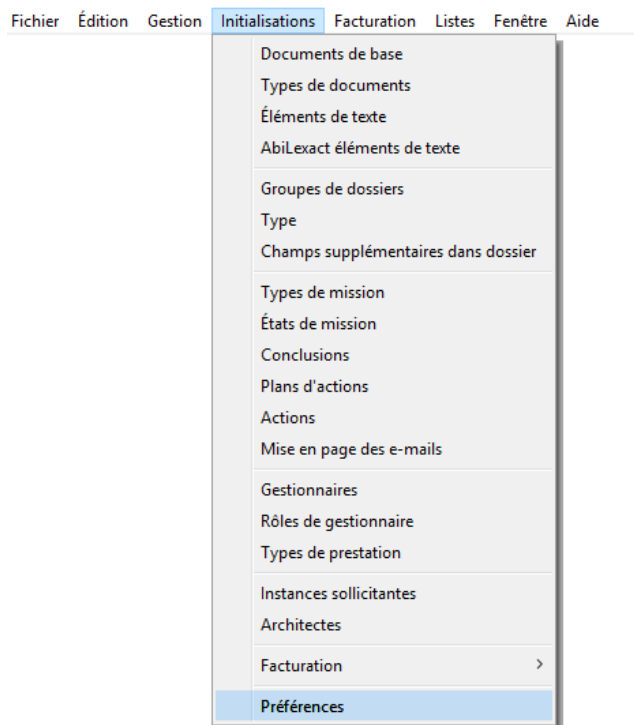 Fichier Édition Gestion Initialisations Facturation Listes Fenêtre Aide
Documents de base
Types de documents
Éléments de texte
AbiLexact éléments de texte
Groupes de dossiers
Type
Champs supplémentaires dans dossier
Types de mission
États de mission
Conclusions
Plans d'actions
Actions
Mise en page des e-mails
Gestionnaires
Rôles de gestionnaire
Types de prestation
Instances sollicitantes
Architectes
Facturation >
Préférences